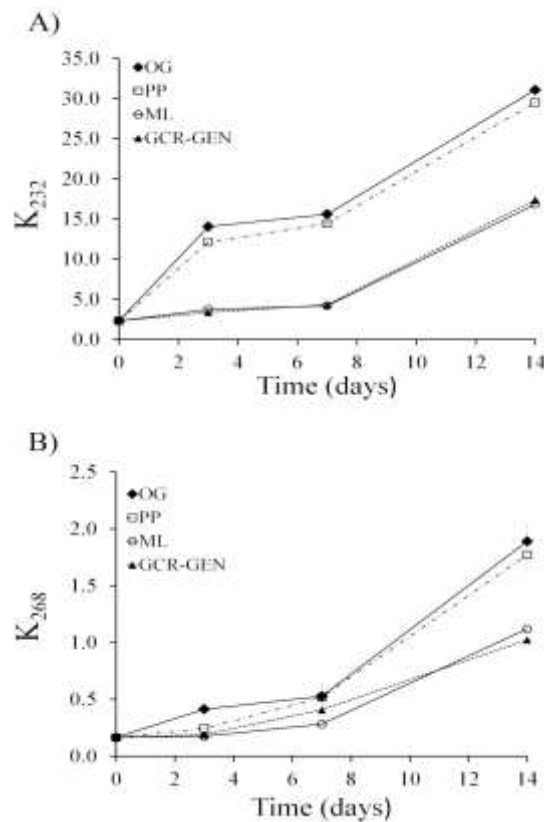 A)
OG
PP
ML
GCR-GEN
35.0
30.0
25.0
20.0
15.0
10.0
5.0
0.0
K232
0 2 4 6 8 10 12 14
Time (days)
B)
OG
PP
ML
GCR-GEN
2.5
2.0
1.5
1.0
0.5
0.0
K268
0 2 4 6 8 10 12 14
Time (days)